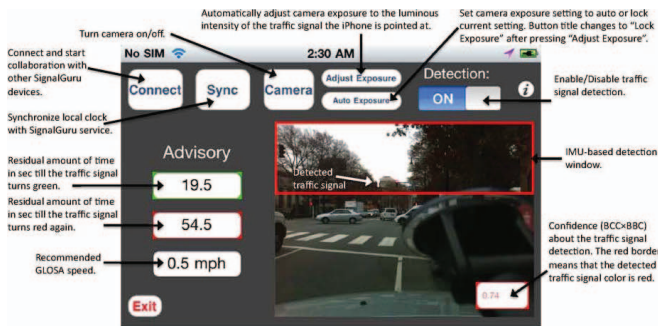 Automatically adjust camera exposure to the luminous
intensity of the traffic signal the iPhone is pointed at.
Set camera exposure setting to auto or lock
current setting. Button title changes to “Lock
Exposure” after pressing “Adjust Exposure”.
Turn camera on/off.
Connect and start
collaboration with
other SignalGuru
devices.
Synchronize local clock
with SignalGuru service.
Residual amount of time
in sec till the traffic signal
turns green.
Residual amount of time
in sec till the traffic signal
turns red again.
Recommended
GLOSA speed.
No SIM
2:30 AM
Connect
Sync
Camera
Adjust Exposure
Auto Exposure
Detection:
ON
i
Advisory
19.5
54.5
0.5 mph
Exit
Detected
traffic signal
0.74
Enable/Disable traffic
signal detection.
IMU-based detection
window.
Confidence (BCC×BBC)
about the traffic signal
detection. The red border
means that the detected
traffic signal color is red.